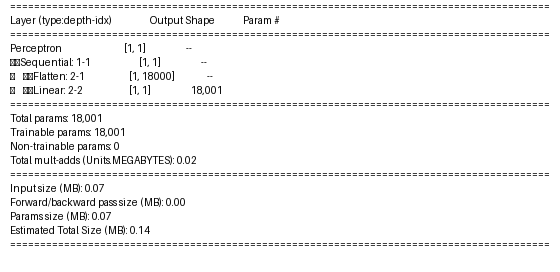 ==========================================================================================
Layer (type:depth-idx) Output Shape Param #
==========================================================================================
Perceptron [1, 1] --
□□Sequential: 1-1 [1, 1] --
□ □□Flatten: 2-1 [1, 18000] --
□ □□Linear: 2-2 [1, 1] 18,001
==========================================================================================
Total params: 18,001
Trainable params: 18,001
Non-trainable params: 0
Total mult-adds (Units.MEGABYTES): 0.02
==========================================================================================
Input size (MB): 0.07
Forward/backward pass size (MB): 0.00
Params size (MB): 0.07
Estimated Total Size (MB): 0.14
==========================================================================================